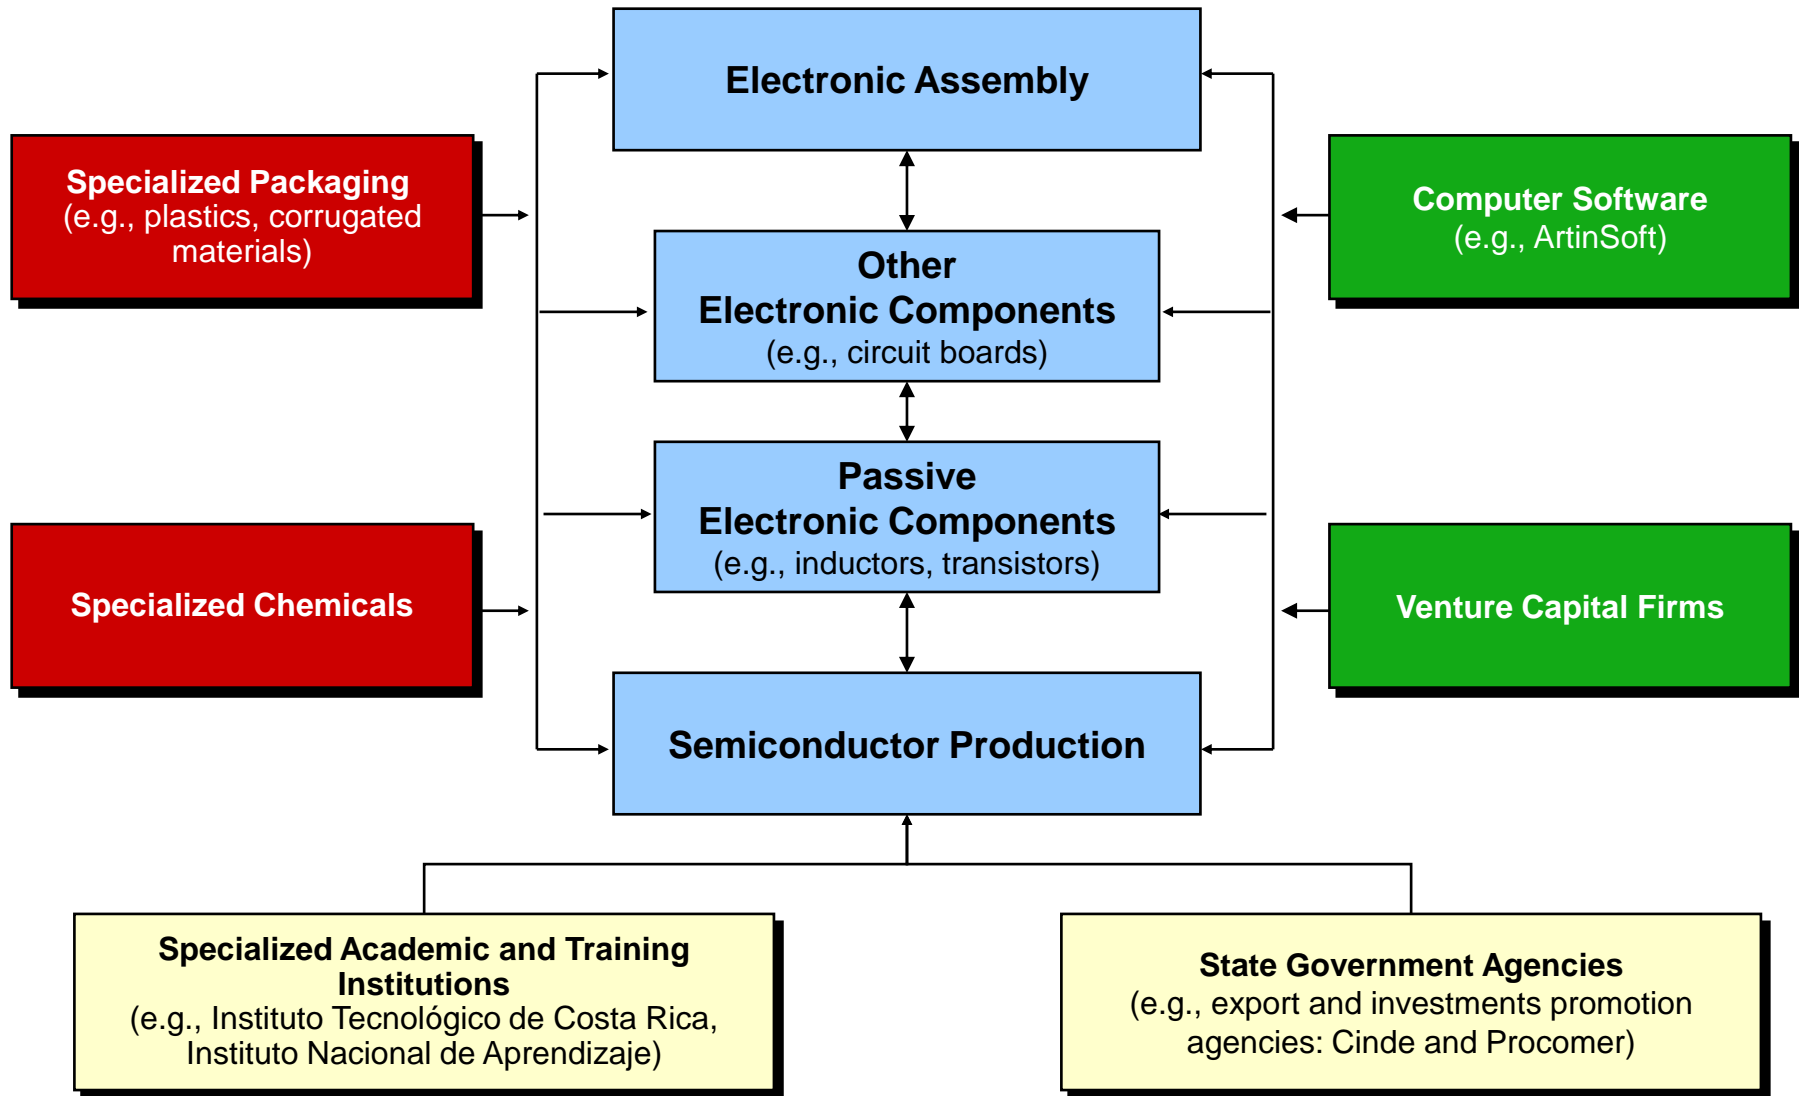 Electronic Assembly
Specialized Packaging
(e.g., plastics, corrugated
materials)
Computer Software
(e.g., ArtinSoft)
Other
Electronic Components
(e.g., circuit boards)
Passive
Electronic Components
(e.g., inductors, transistors)
Specialized Chemicals
Venture Capital Firms
Semiconductor Production
Specialized Academic and Training
Institutions
(e.g., Instituto Tecnológico de Costa Rica,
Instituto Nacional de Aprendizaje)
State Government Agencies
(e.g., export and investments promotion
agencies: Cinde and Procomer)